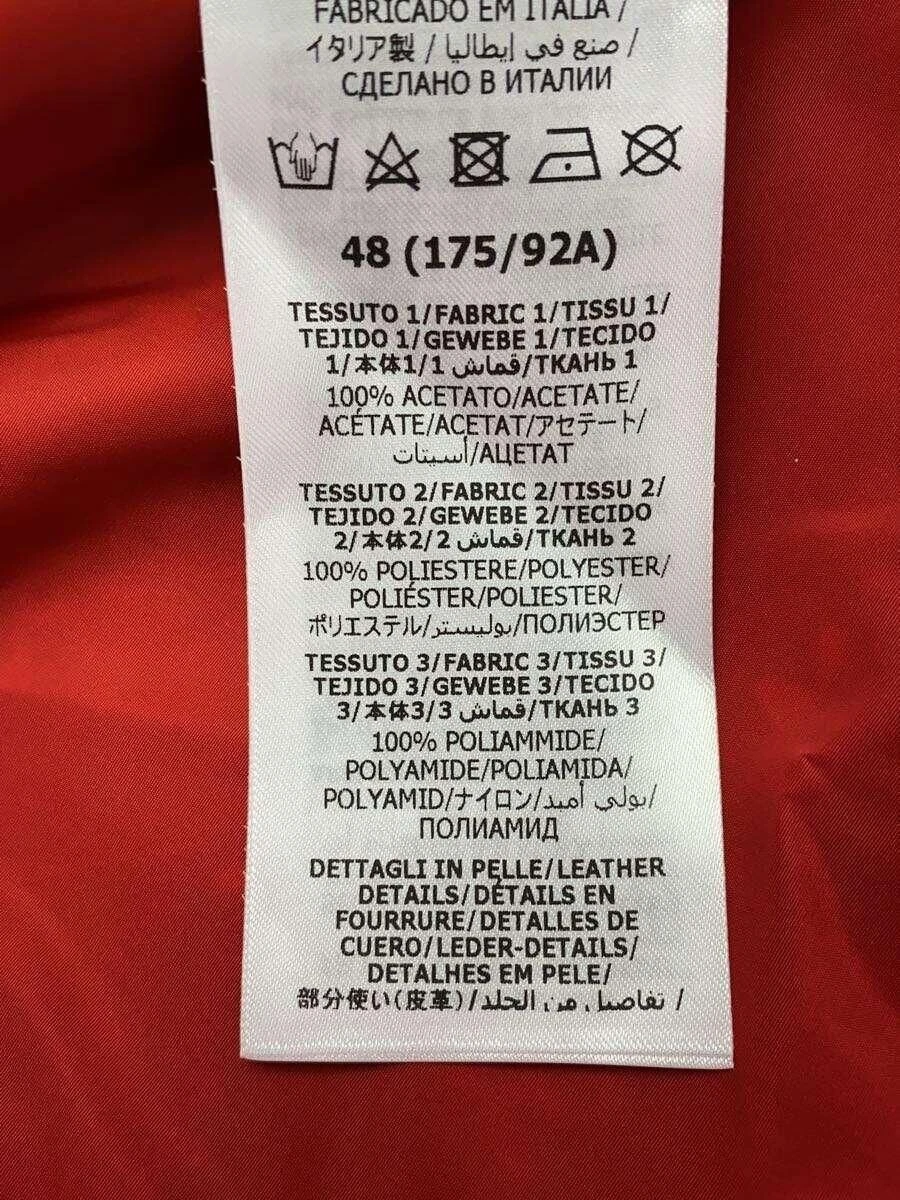 FABRICADO EM ITALIA /
イタリア製 / صنع في إيطاليا /
СДЕЛАНО В ИТАЛИИ
48 (175/92A)
TESSUTO 1/FABRIC 1/TISSU 1/
TEJIDO 1/GEWEBE 1/TECIDO
1/本体1/1 قماش/ТКАНЬ 1
100% ACETATO/ACETATE/
ACÉTATE/ACETAT/アセテート/
أسيتات/АЦЕТАТ
TESSUTO 2/FABRIC 2/TISSU 2/
TEJIDO 2/GEWEBE 2/TECIDO
2/本体2/2 قماش/ТКАНЬ 2
100% POLIESTERE/POLYESTER/
POLIÉSTER/POLIESTER/
ポリエステル/بوليستر/ПОЛИЭСТЕР
TESSUTO 3/FABRIC 3/TISSU 3/
TEJIDO 3/GEWEBE 3/TECIDO
3/本体3/3 قماش/ТКАНЬ 3
100% POLIAMMIDE/
POLYAMIDE/POLIAMIDA/
POLYAMID/ナイロン/بولي أميد/
ПОЛИАМИД
DETTAGLI IN PELLE/LEATHER
DETAILS/DÉTAILS EN
FOURRURE/DETALLES DE
CUERO/LEDER-DETAILS/
DETALHES EM PELE/
部分使い(皮革)/تفاصيل من الجلد /